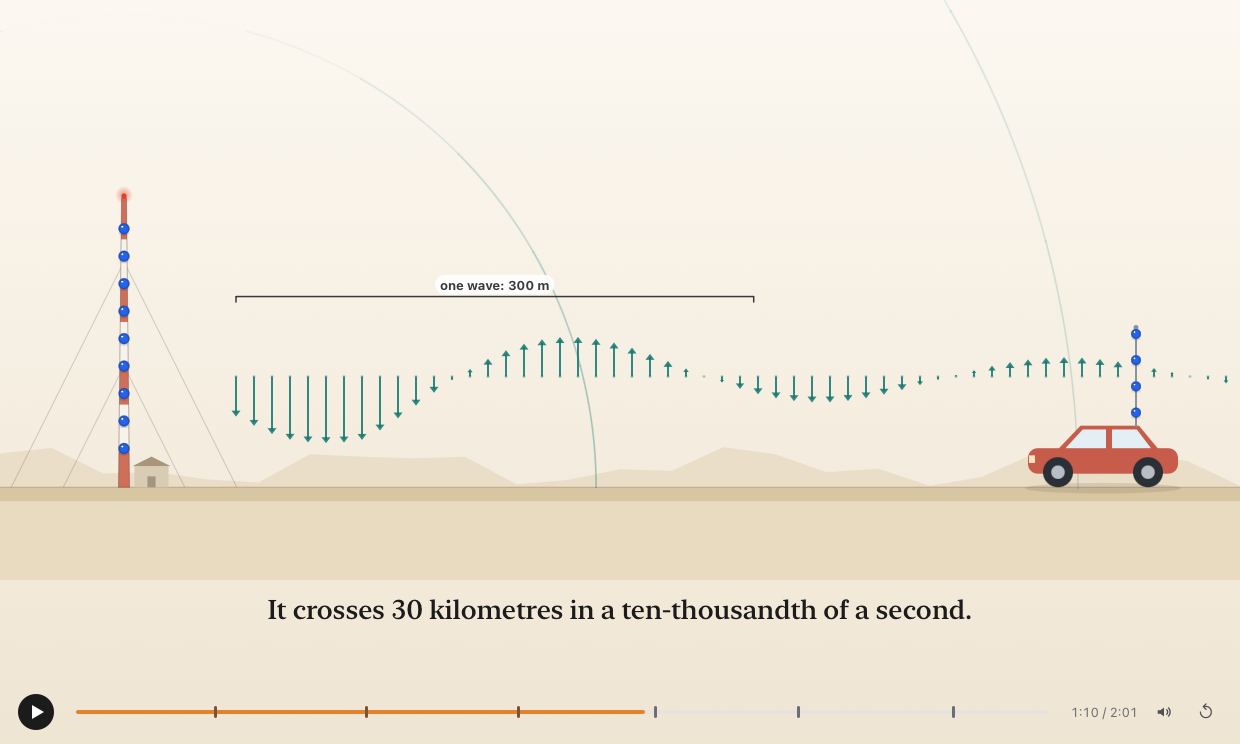 one wave: 300 m
It crosses 30 kilometres in a ten-thousandth of a second.
1:10 / 2:01